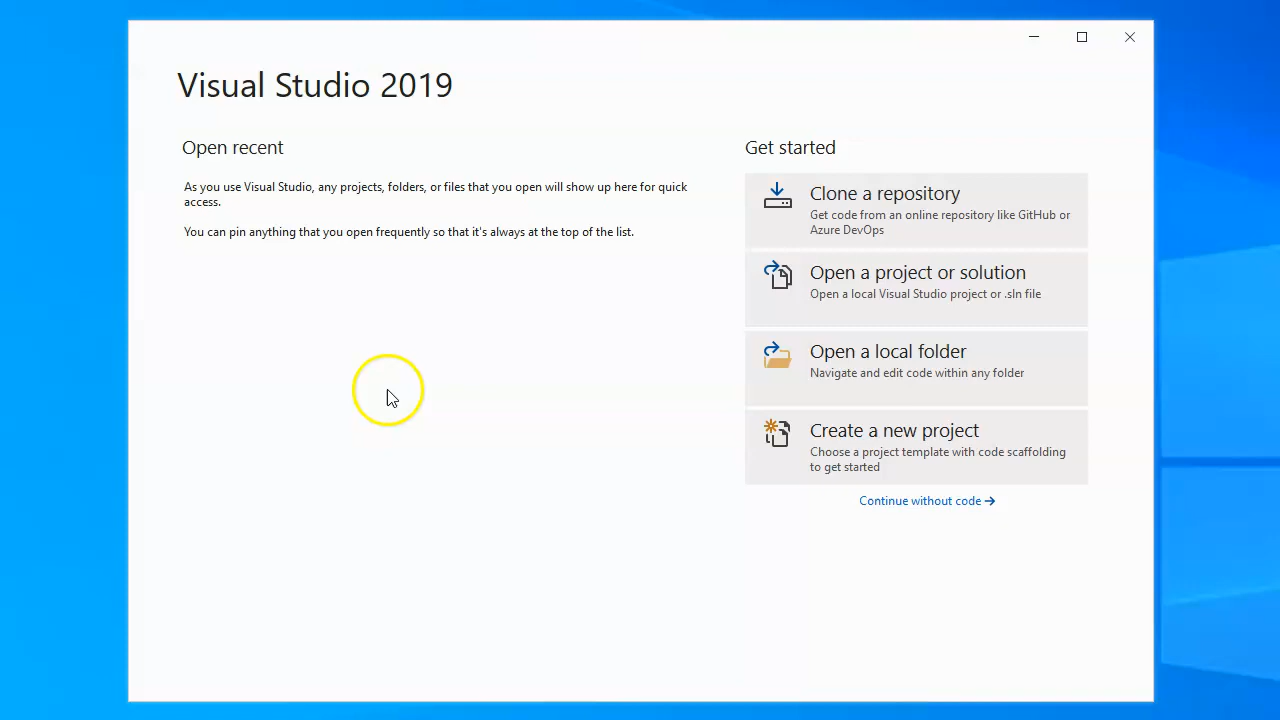 Visual Studio 2019
Open recent
As you use Visual Studio, any projects, folders, or files that you open will show up here for quick
access.
You can pin anything that you open frequently so that it's always at the top of the list.
Get started
Clone a repository
Get code from an online repository like GitHub or
Azure DevOps
Open a project or solution
Open a local Visual Studio project or .sln file
Open a local folder
Navigate and edit code within any folder
Create a new project
Choose a project template with code scaffolding
to get started
Continue without code →